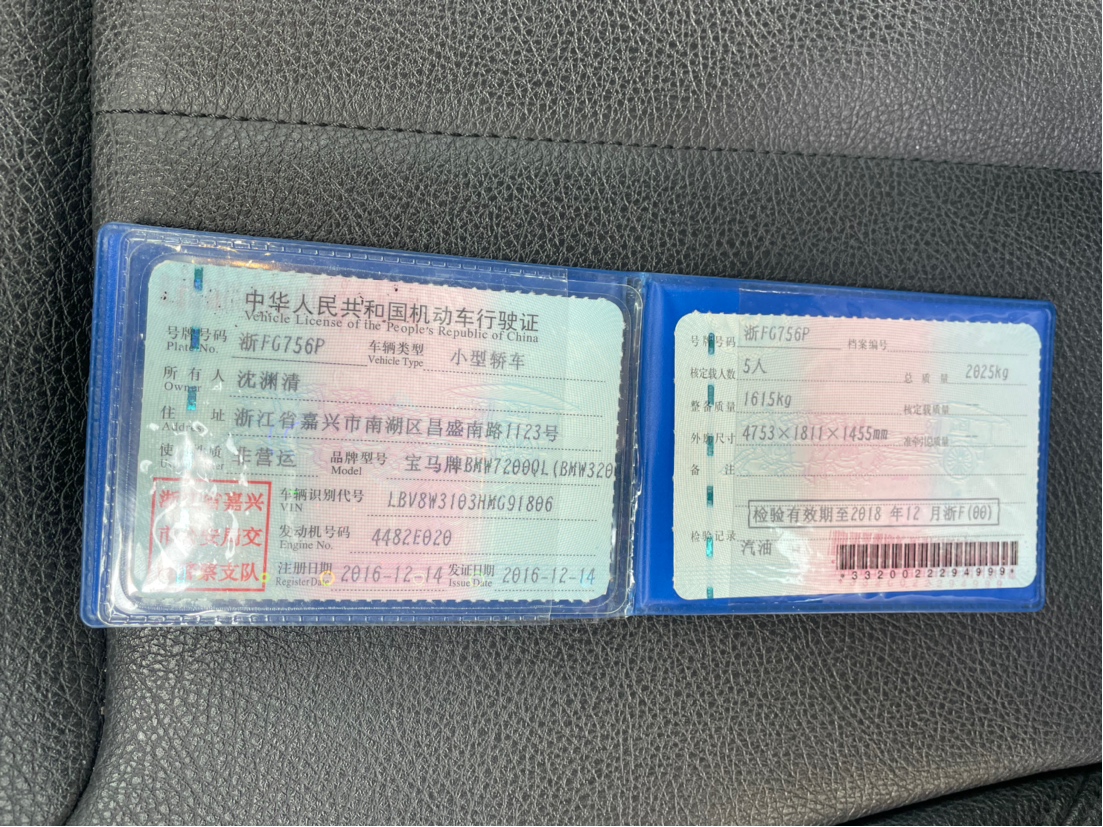 中华人民共和国机动车行驶证
Vehicle License of the People's Republic of China
号牌号码 浙FG756P 车辆类型 小型轿车
Plate No. Vehicle Type
所有人 沈渊清
Owner
住址 浙江省嘉兴市南湖区昌盛南路1123号
Address
使用性质 非营运 品牌型号 宝马牌BMW7200QL(BMW320
Model
浙江省嘉兴
市公安局交
通警察支队
车辆识别代号 LBV8W3103HMG91806
VIN
发动机号码 4482E020
Engine No.
注册日期 2016-12-14 发证日期 2016-12-14
Register Date Issue Date
号牌号码 浙FG756P 档案编号
核定载人数 5人 总质量 2025kg
整备质量 1615kg 核定载质量 —
外廓尺寸 4753×1811×1455mm 准牵引总质量 —
备注
检验有效期至2018 年12 月浙F(00)
检验记录
汽油
*3320022294999*